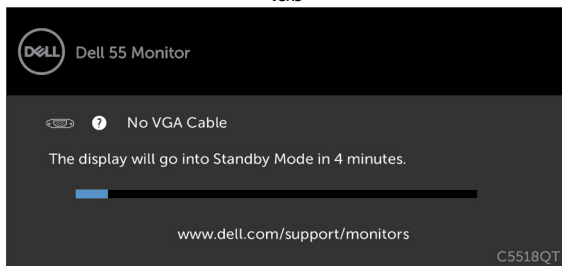 DELL
Dell 55 Monitor
? No VGA Cable
The display will go into Standby Mode in 4 minutes.
www.dell.com/support/monitors
C5518QT